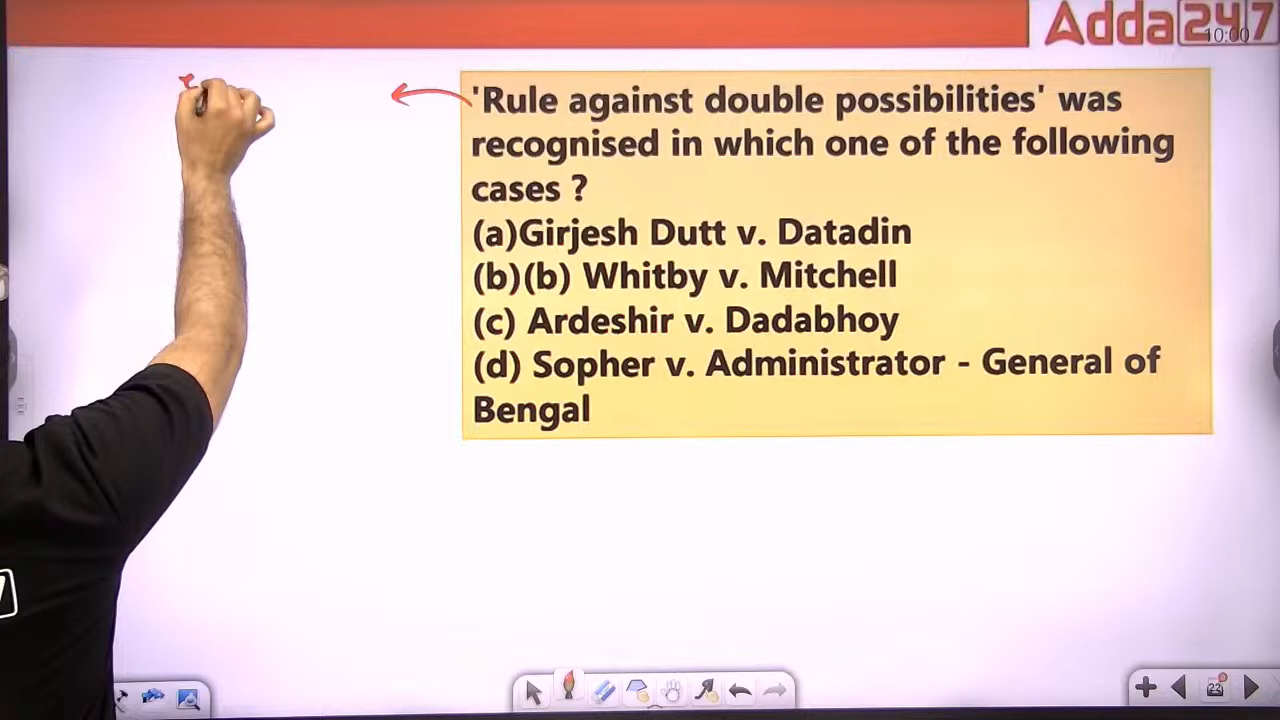 Adda247
10:00
'Rule against double possibilities' was
recognised in which one of the following
cases ?
(a)Girjesh Dutt v. Datadin
(b)(b) Whitby v. Mitchell
(c) Ardeshir v. Dadabhoy
(d) Sopher v. Administrator - General of
Bengal
22